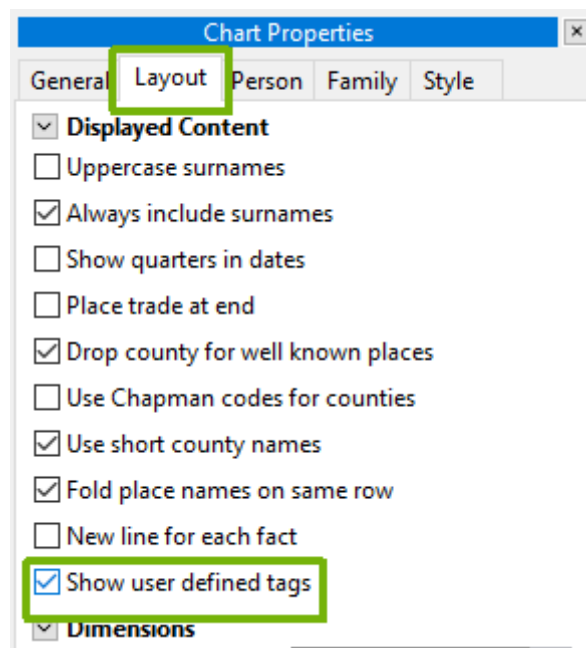 Chart Properties
General Layout Person Family Style
Displayed Content
Uppercase surnames
Always include surnames
Show quarters in dates
Place trade at end
Drop county for well known places
Use Chapman codes for counties
Use short county names
Fold place names on same row
New line for each fact
Show user defined tags
Dimensions